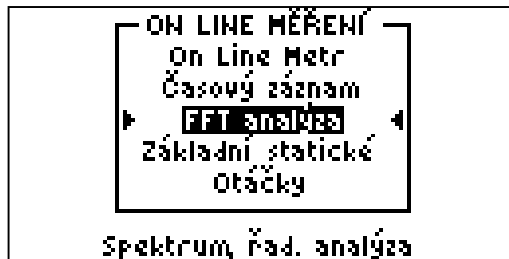 ON LINE MĚŘENÍ
On Line Metr
Časový záznam
FFT analýza
Základní statické
Otáčky
Spektrum, řad. analýza